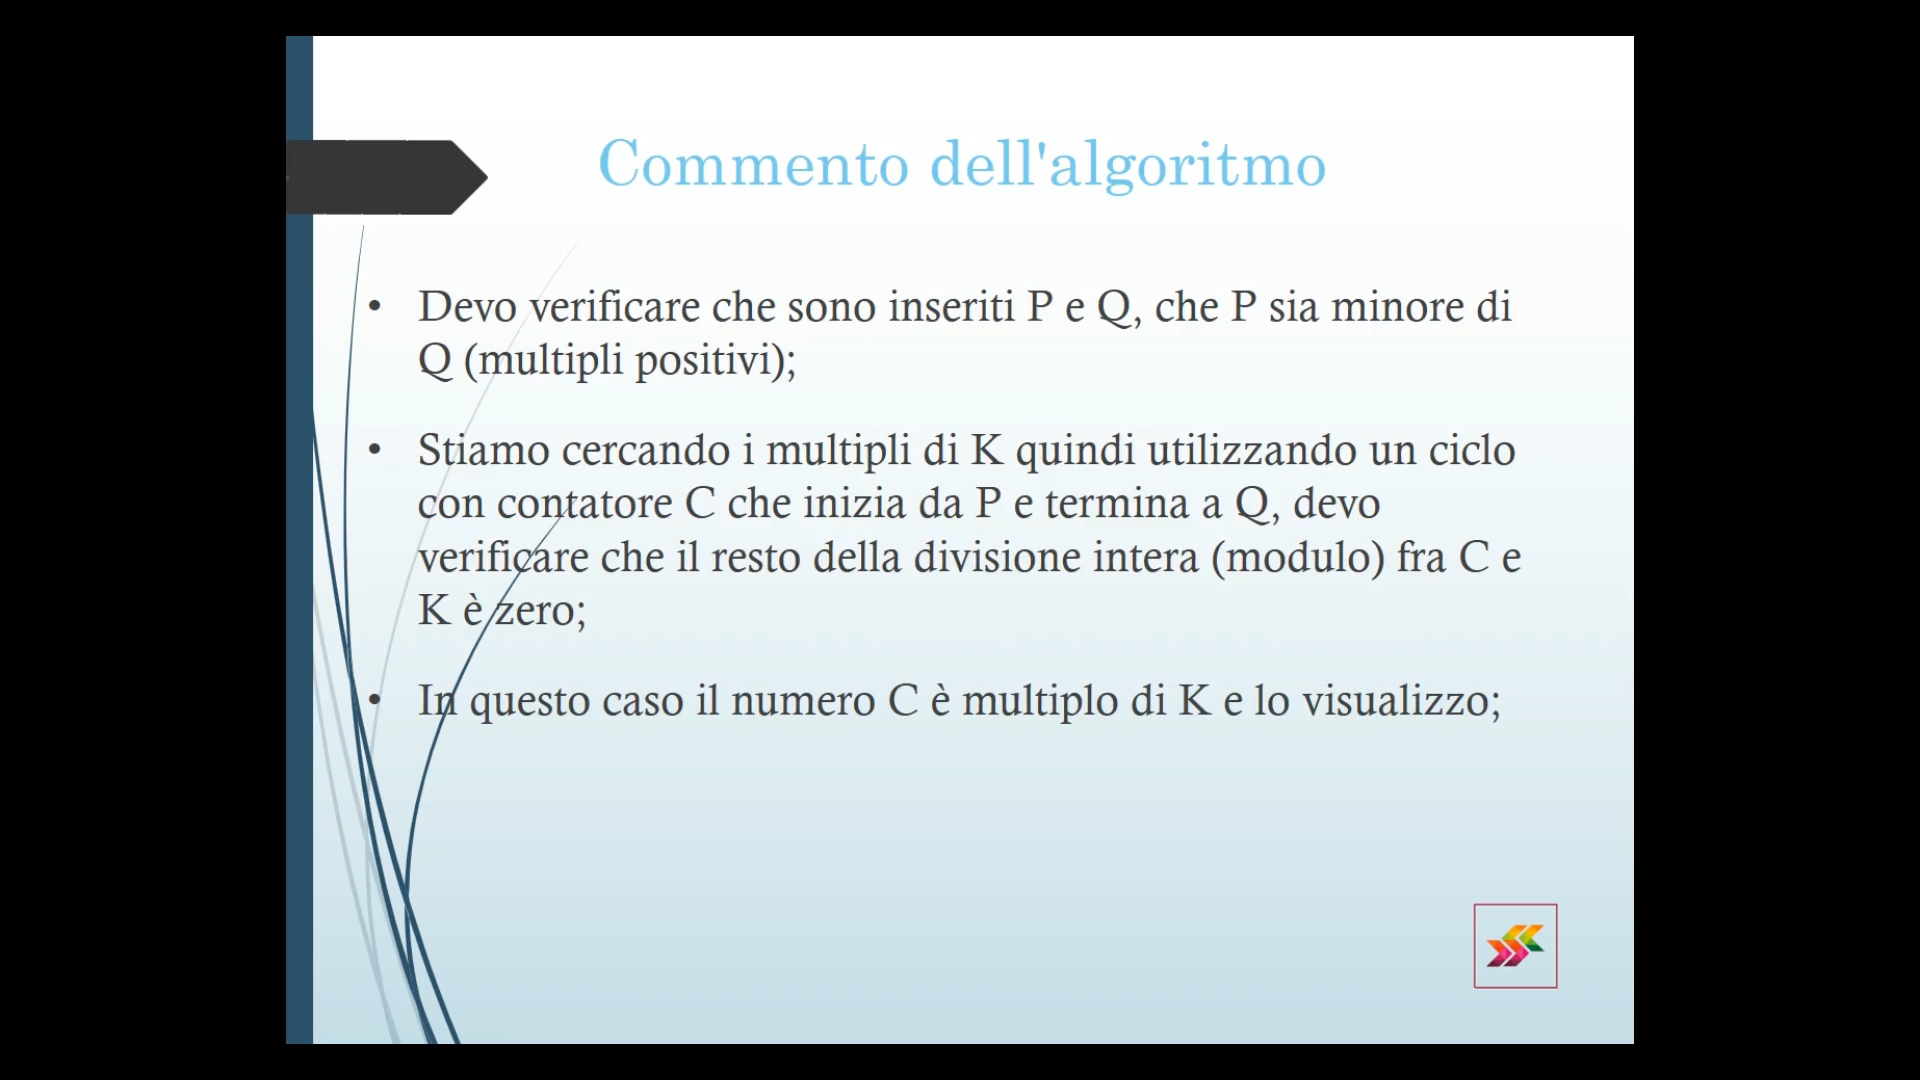 Commento dell'algoritmo
• Devo verificare che sono inseriti P e Q, che P sia minore di
Q (multipli positivi);
• Stiamo cercando i multipli di K quindi utilizzando un ciclo
con contatore C che inizia da P e termina a Q, devo
verificare che il resto della divisione intera (modulo) fra C e
K è zero;
• In questo caso il numero C è multiplo di K e lo visualizzo;